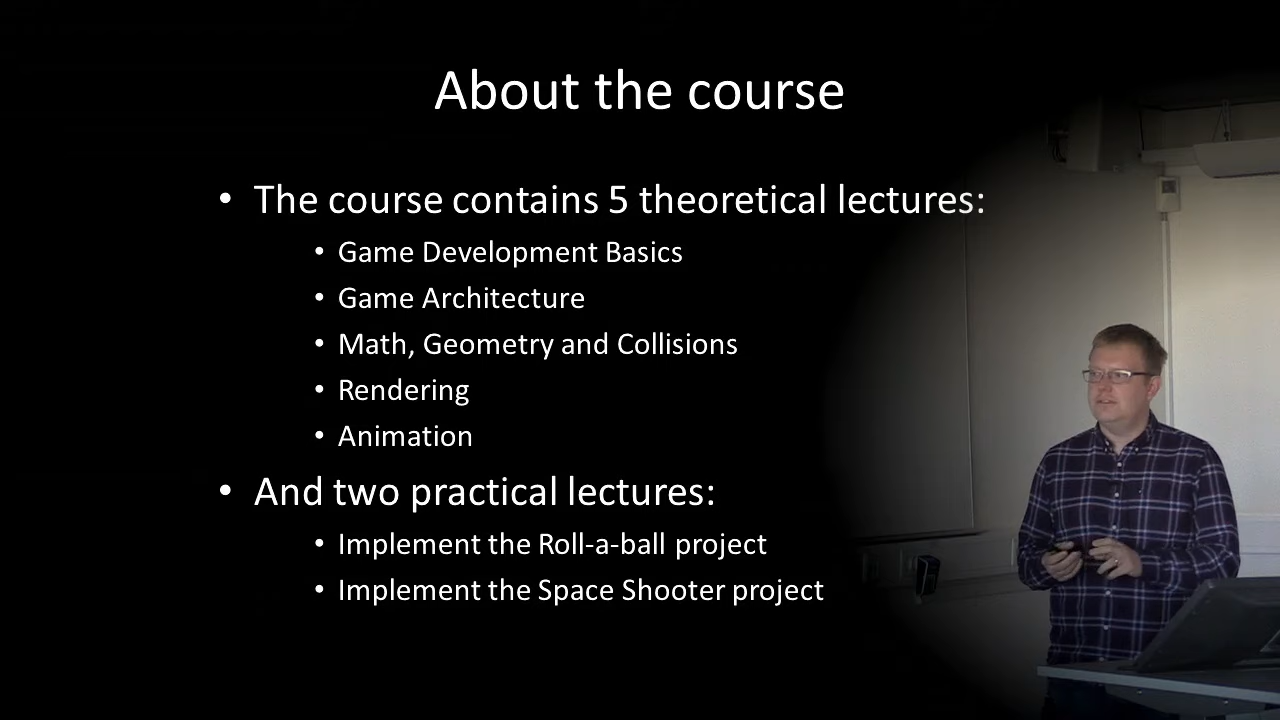 About the course
• The course contains 5 theoretical lectures:
• Game Development Basics
• Game Architecture
• Math, Geometry and Collisions
• Rendering
• Animation
• And two practical lectures:
• Implement the Roll-a-ball project
• Implement the Space Shooter project